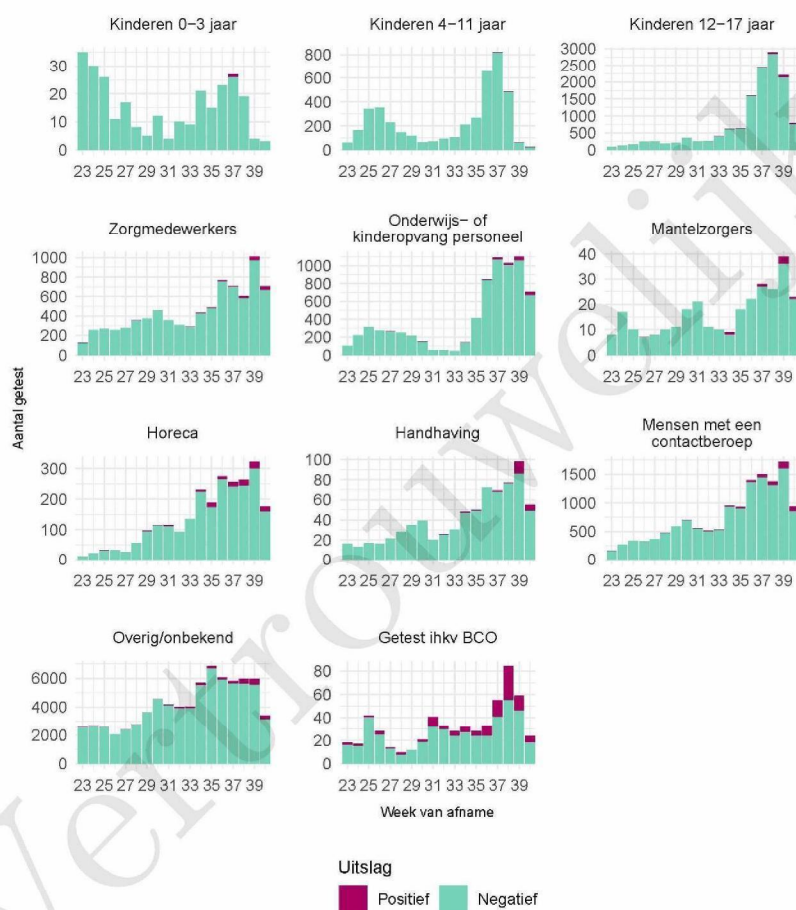 Kinderen 0−3 jaar
Kinderen 4−11 jaar
Kinderen 12−17 jaar
30
20
10
0
800
600
400
200
0
3000
2500
2000
1500
1000
500
0
23 25 27 29 31 33 35 37 39
23 25 27 29 31 33 35 37 39
23 25 27 29 31 33 35 37 39
Zorgmedewerkers
Onderwijs− of
kinderopvang personeel
Mantelzorgers
1000
800
600
400
200
0
1000
800
600
400
200
0
40
30
20
10
0
23 25 27 29 31 33 35 37 39
23 25 27 29 31 33 35 37 39
23 25 27 29 31 33 35 37 39
Aantal getest
Horeca
Handhaving
Mensen met een
contactberoep
300
200
100
0
100
80
60
40
20
0
1500
1000
500
0
23 25 27 29 31 33 35 37 39
23 25 27 29 31 33 35 37 39
23 25 27 29 31 33 35 37 39
Overig/onbekend
Getest ihkv BCO
6000
4000
2000
0
80
60
40
20
0
23 25 27 29 31 33 35 37 39
23 25 27 29 31 33 35 37 39
Week van afname
Uitslag
Positief
Negatief
Vertrouwelijk